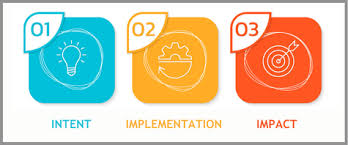 01
02
03
INTENT
IMPLEMENTATION
IMPACT